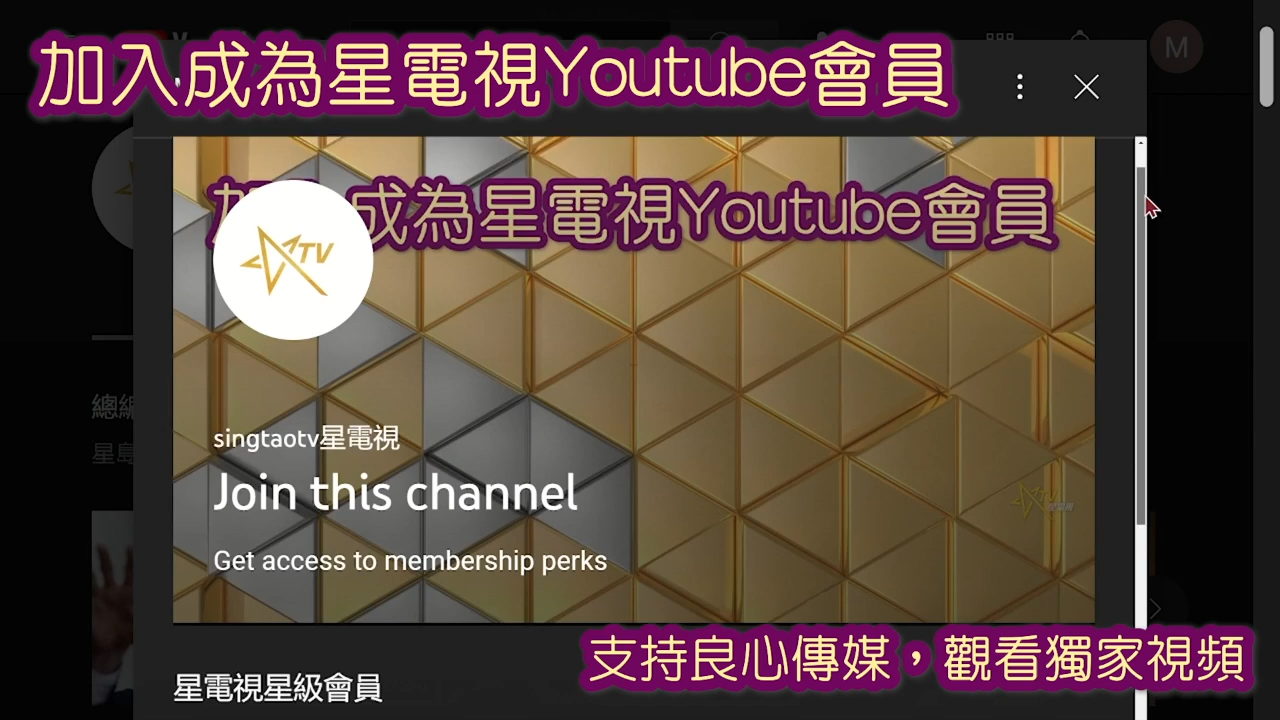 加入成為星電視Youtube會員
M
成為星電視Youtube會員
TV
singtaotv星電視
Join this channel
Get access to membership perks
支持良心傳媒，觀看獨家視頻
星電視星級會員